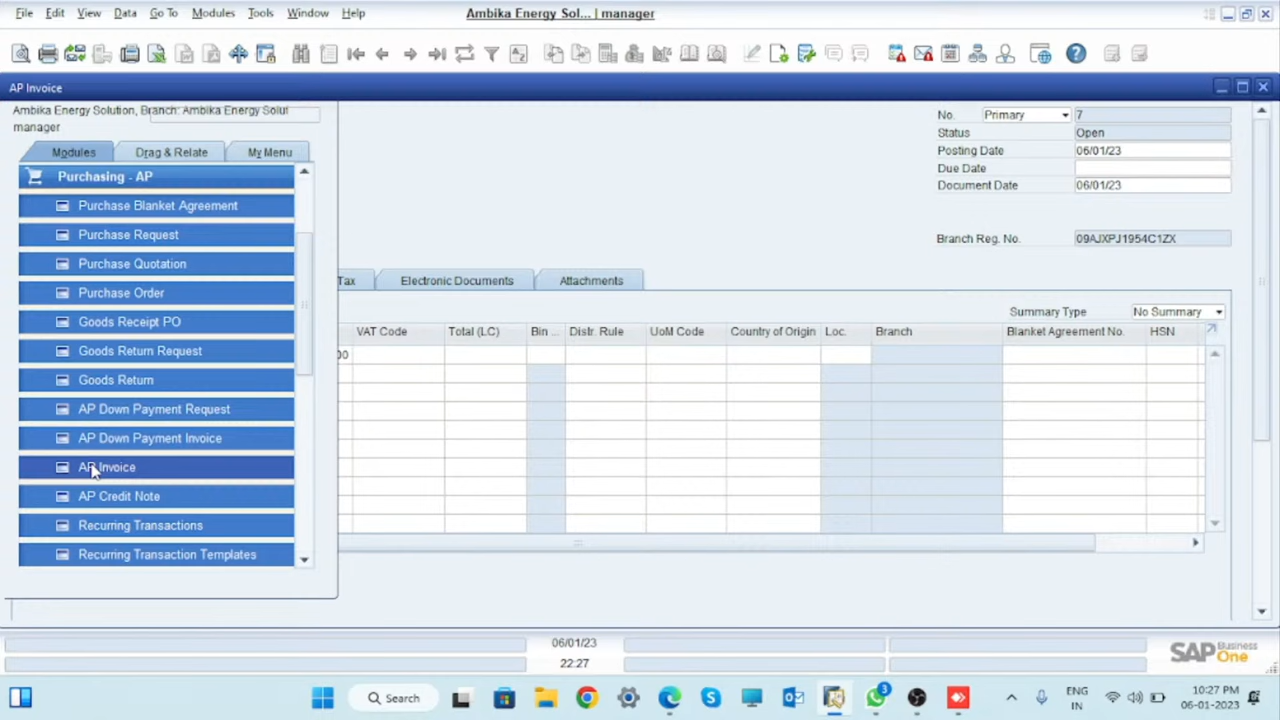 File Edit View Data Go To Modules Tools Window Help
Ambika Energy Sol... | manager
AP Invoice
Ambika Energy Solution, Branch: Ambika Energy Solut
manager
Modules Drag & Relate My Menu
Purchasing - AP
Purchase Blanket Agreement
Purchase Request
Purchase Quotation
Purchase Order
Goods Receipt PO
Goods Return Request
Goods Return
AP Down Payment Request
AP Down Payment Invoice
AP Invoice
AP Credit Note
Recurring Transactions
Recurring Transaction Templates
No. Primary 7
Status Open
Posting Date 06/01/23
Due Date
Document Date 06/01/23
Branch Reg. No. 09AJXPJ1954C1ZX
Tax Electronic Documents Attachments
Summary Type No Summary
VAT Code Total (LC) Bin ... Distr. Rule UoM Code Country of Origin Loc. Branch Blanket Agreement No. HSN
00
06/01/23
22:27
SAP Business One
Search
3
ENG
IN
10:27 PM
06-01-2023